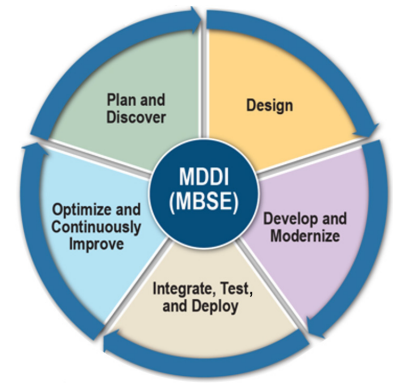 Plan and
Discover
Design
MDDI
(MBSE)
Optimize and
Continuously
Improve
Develop and
Modernize
Integrate, Test,
and Deploy